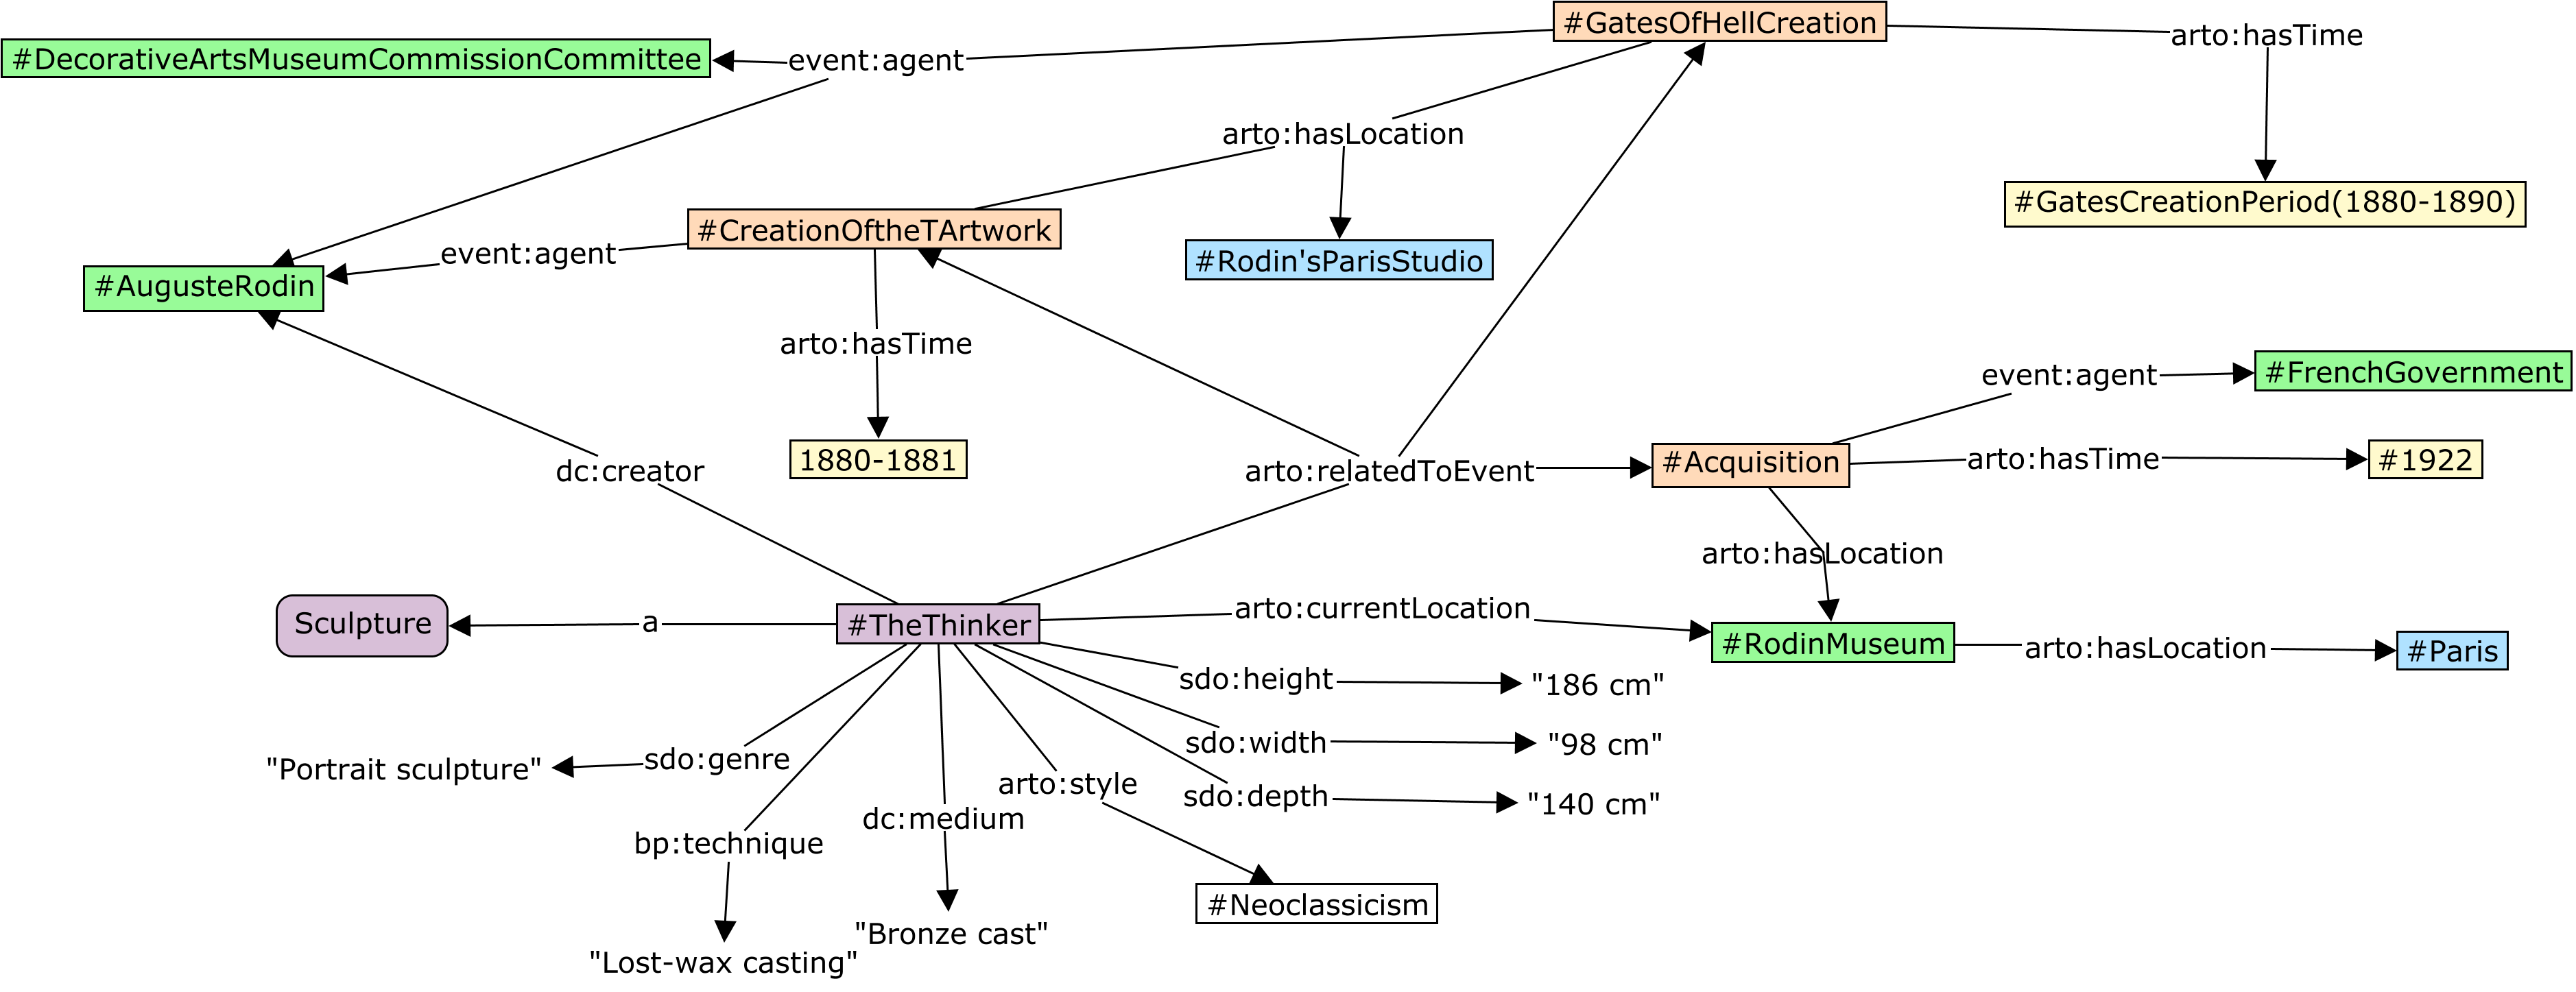 #GatesOfHellCreation
arto:hasTime
#DecorativeArtsMuseumCommissionCommittee
event:agent
arto:hasLocation
#GatesCreationPeriod(1880-1890)
#CreationOftheTArtwork
event:agent
#Rodin'sParisStudio
#AugusteRodin
arto:hasTime
event:agent
#FrenchGovernment
1880-1881
dc:creator
arto:relatedToEvent
#Acquisition
arto:hasTime
#1922
arto:hasLocation
Sculpture
a
#TheThinker
arto:currentLocation
#RodinMuseum
arto:hasLocation
#Paris
sdo:height
"186 cm"
sdo:width
"98 cm"
"Portrait sculpture"
sdo:genre
arto:style
sdo:depth
"140 cm"
dc:medium
bp:technique
#Neoclassicism
"Bronze cast"
"Lost-wax casting"